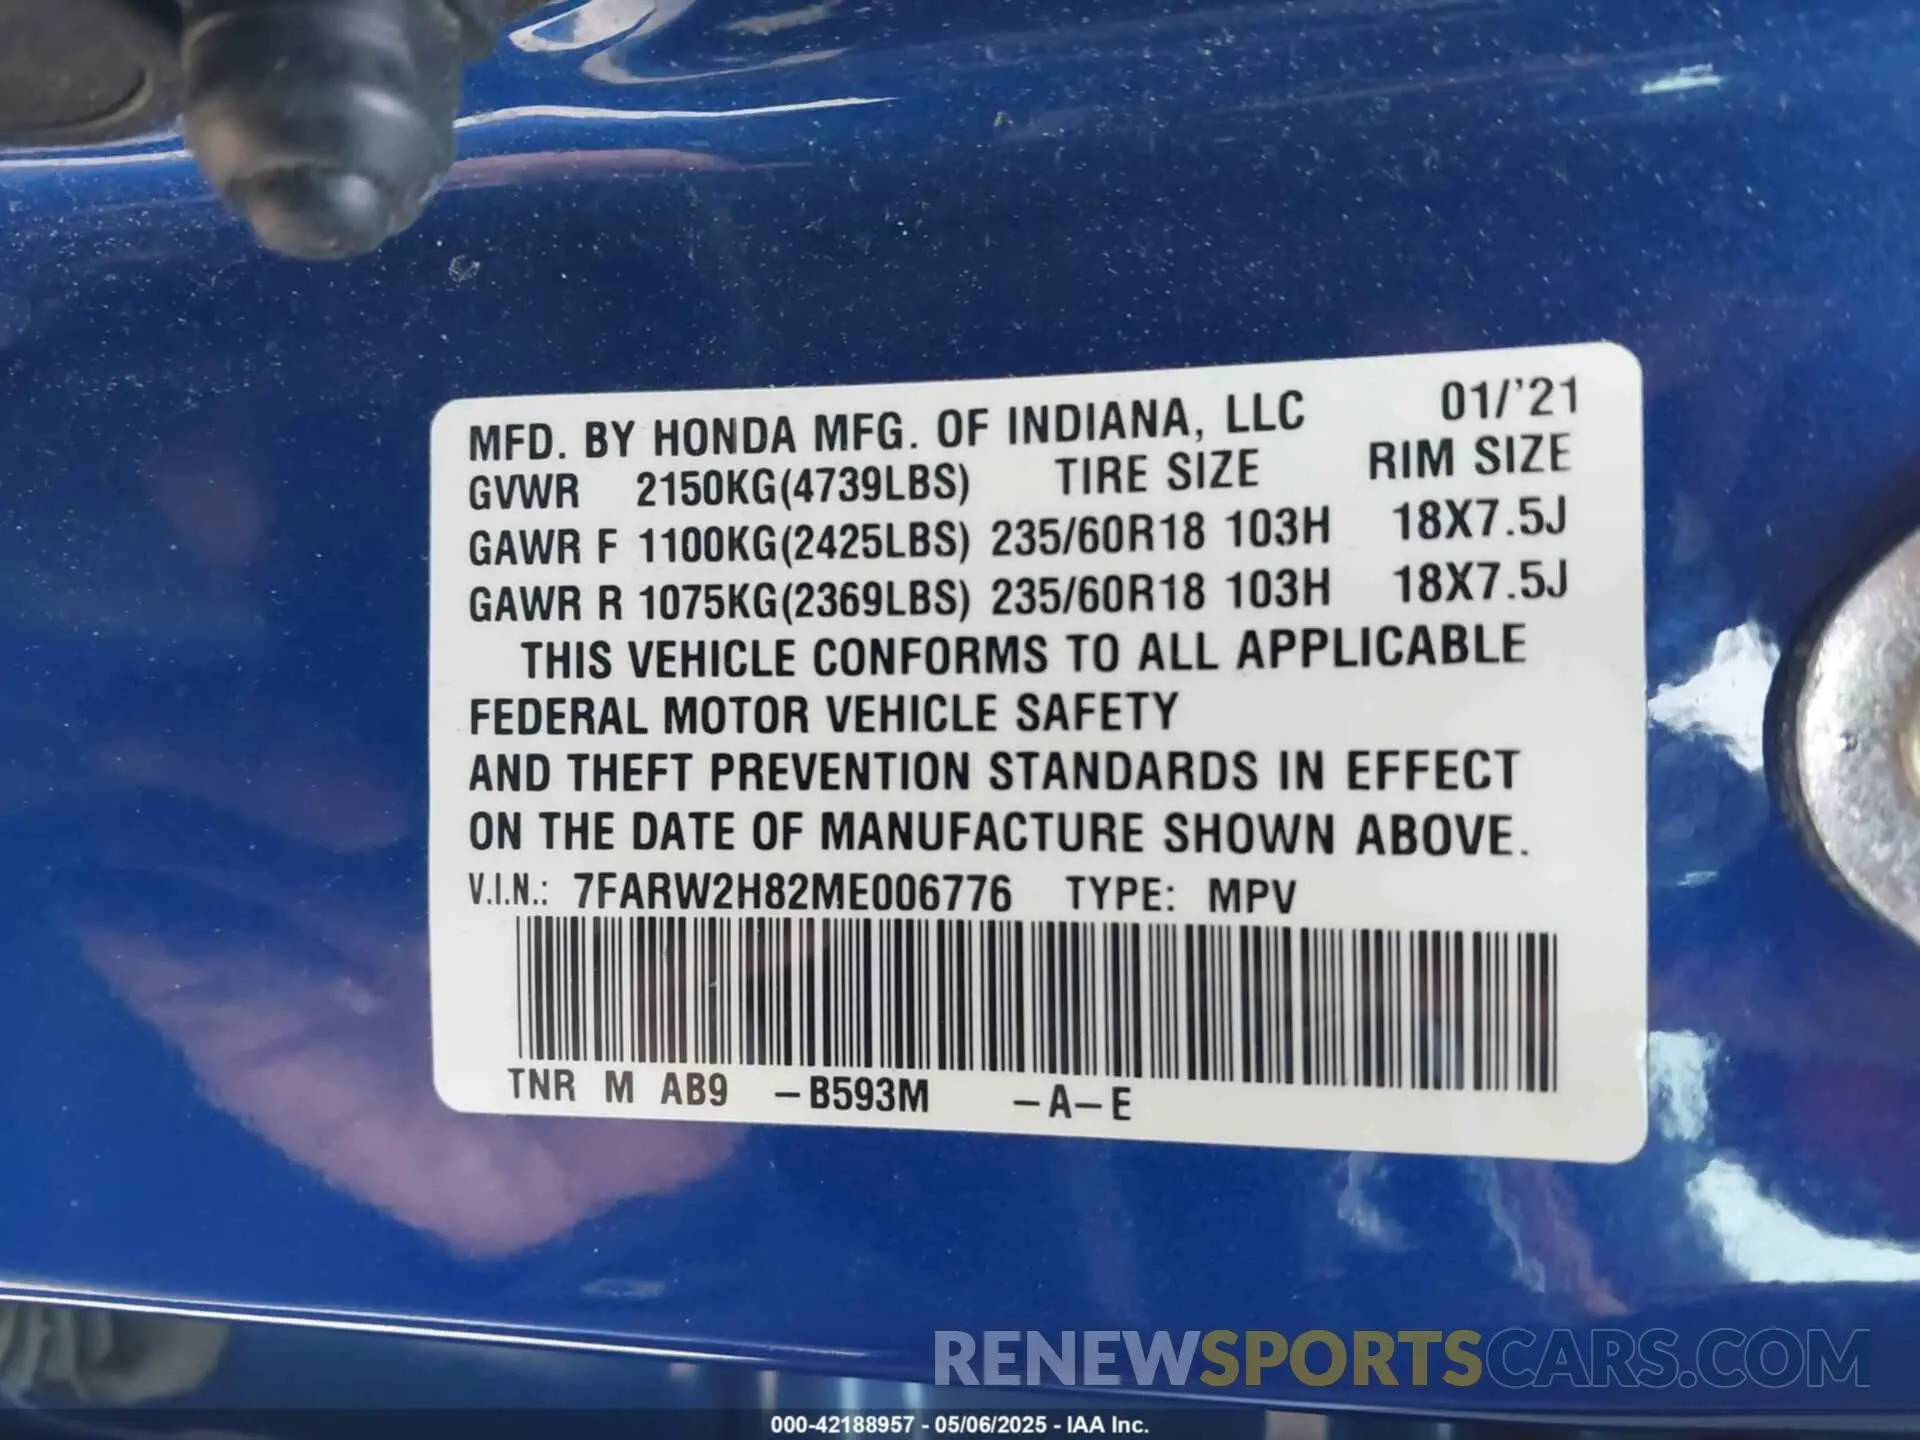 MFD. BY HONDA MFG. OF INDIANA, LLC 01/'21
GVWR 2150KG(4739LBS) TIRE SIZE RIM SIZE
GAWR F 1100KG(2425LBS) 235/60R18 103H 18X7.5J
GAWR R 1075KG(2369LBS) 235/60R18 103H 18X7.5J
THIS VEHICLE CONFORMS TO ALL APPLICABLE
FEDERAL MOTOR VEHICLE SAFETY
AND THEFT PREVENTION STANDARDS IN EFFECT
ON THE DATE OF MANUFACTURE SHOWN ABOVE.
V.I.N.: 7FARW2H82ME006776 TYPE: MPV
TNR M AB9 -B593M -A-E
RENEWSPORTSCARS.COM
000-42188957 - 05/06/2025 - IAA Inc.